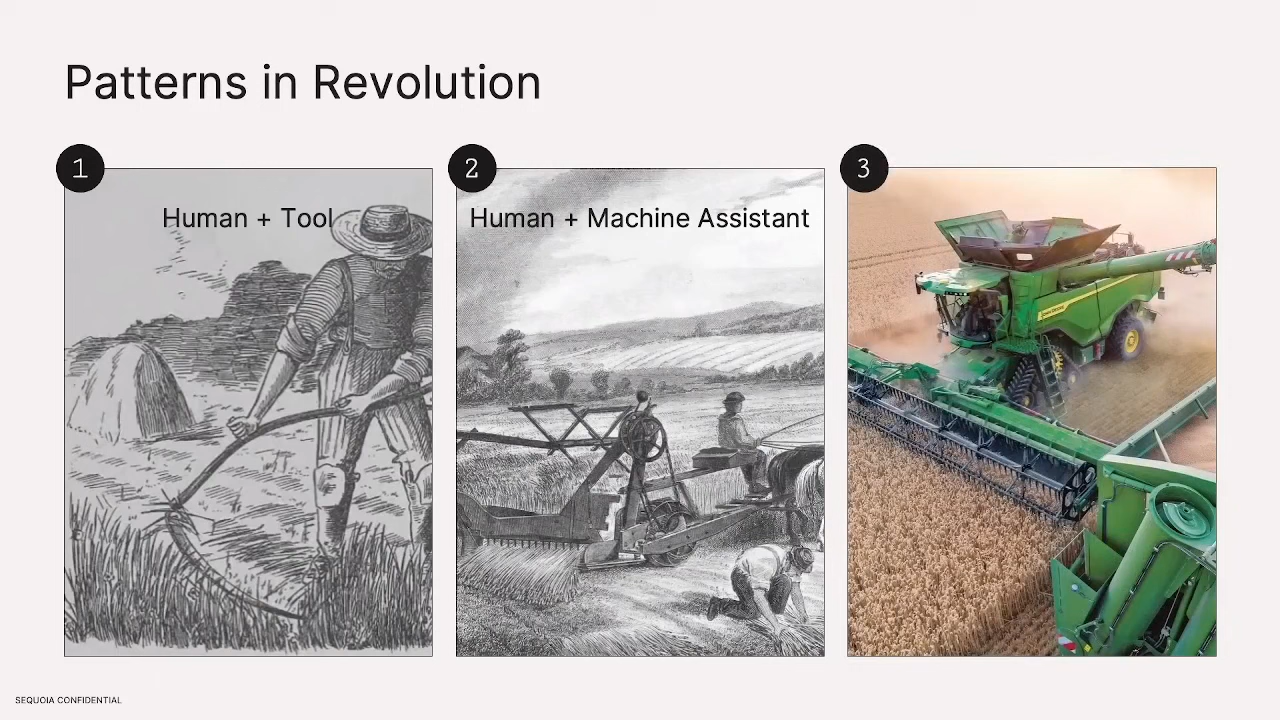 Patterns in Revolution
1
Human + Tool
2
Human + Machine Assistant
3
SEQUOIA CONFIDENTIAL